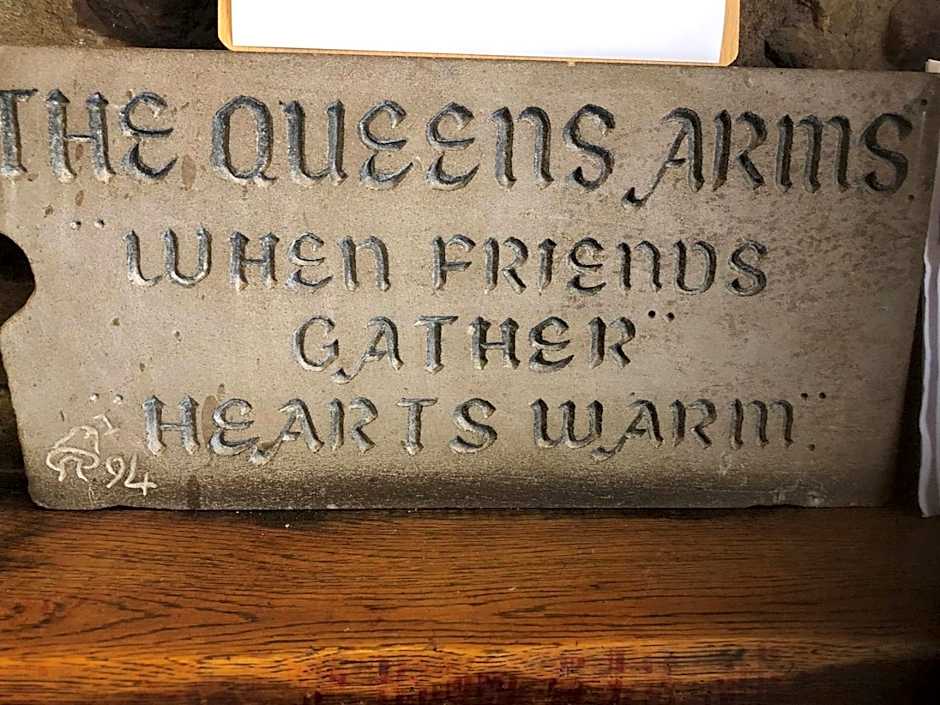 THE QUEENS ARMS
"WHEN FRIENDS
GATHER"
"HEARTS WARM".
94